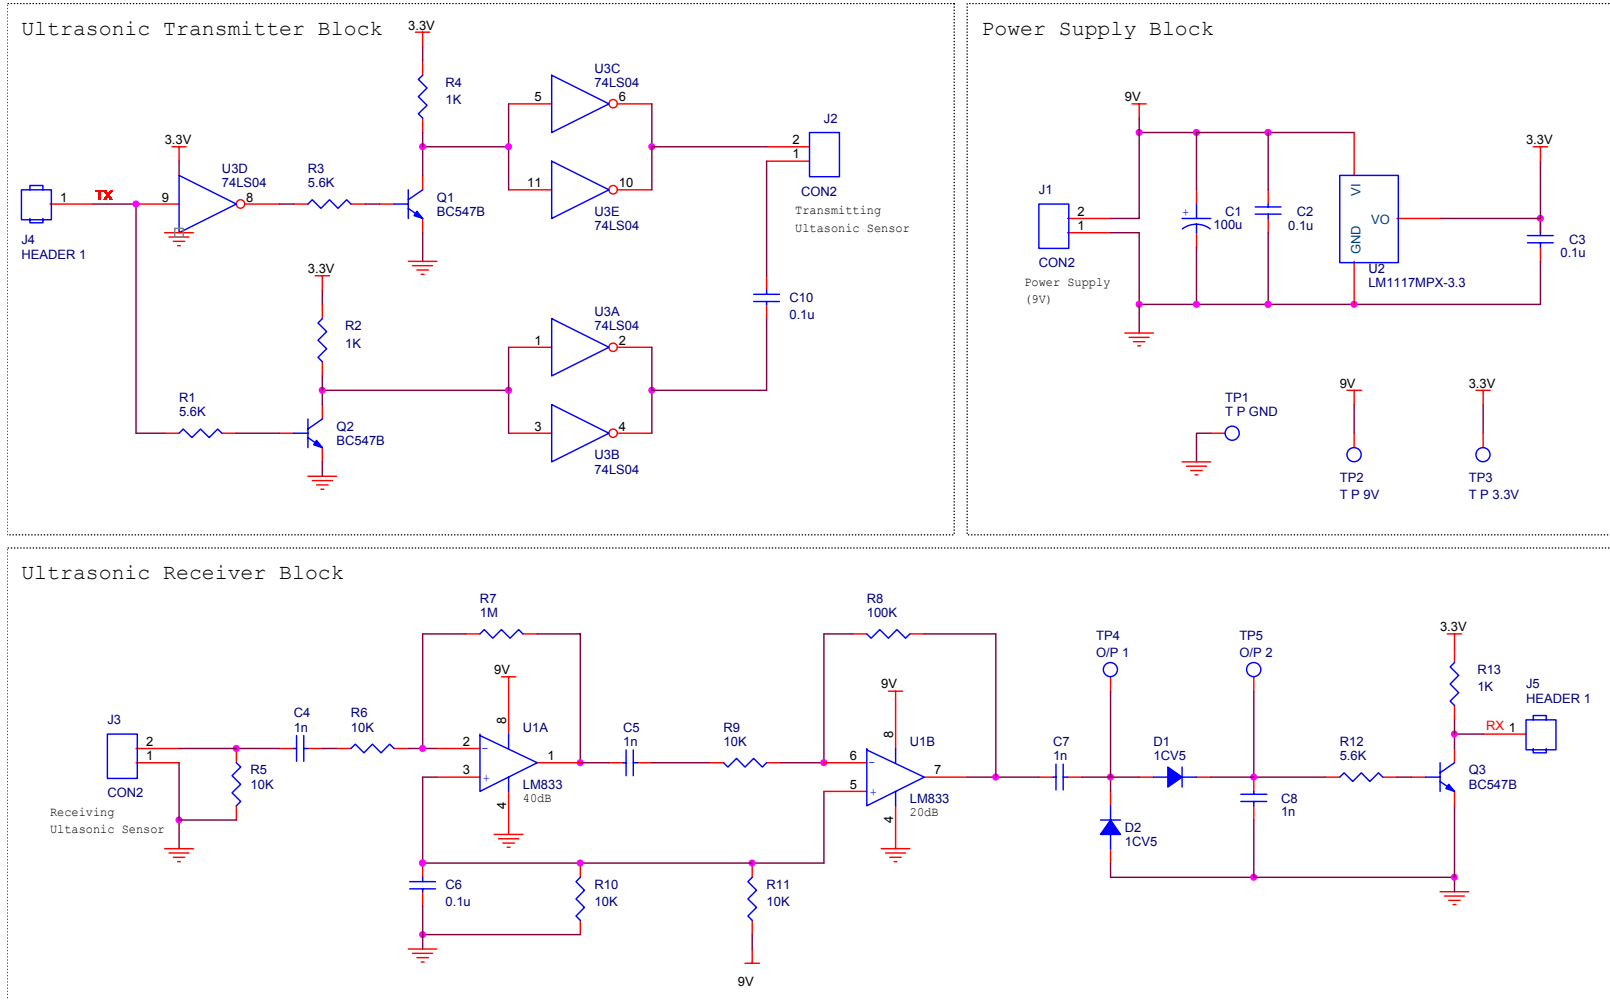 Ultrasonic Transmitter Block
3.3V
R4
1K
U3C
74LS04
5
6
J2
2
1
CON2
Transmitting
Ultasonic Sensor
3.3V
U3D
74LS04
R3
5.6K
1
TX
9
8
Q1
BC547B
11
10
U3E
74LS04
J4
HEADER 1
3.3V
R2
1K
C10
0.1u
U3A
74LS04
1
2
R1
5.6K
Q2
BC547B
3
4
U3B
74LS04
Power Supply Block
9V
3.3V
J1
2
1
CON2
Power Supply
(9V)
C1
100u
+
C2
0.1u
VI
VO
GND
U2
LM1117MPX-3.3
C3
0.1u
TP1
T P GND
9V
TP2
T P 9V
3.3V
TP3
T P 3.3V
Ultrasonic Receiver Block
R7
1M
R8
100K
TP4
O/P 1
TP5
O/P 2
3.3V
R13
1K
J5
HEADER 1
RX
1
J3
2
1
CON2
Receiving
Ultasonic Sensor
R5
10K
C4
1n
R6
10K
9V
8
U1A
2
-
3
+
1
4
LM833
40dB
C5
1n
R9
10K
9V
8
U1B
6
-
5
+
7
4
LM833
20dB
C7
1n
D1
1CV5
D2
1CV5
C8
1n
R12
5.6K
Q3
BC547B
C6
0.1u
R10
10K
R11
10K
9V